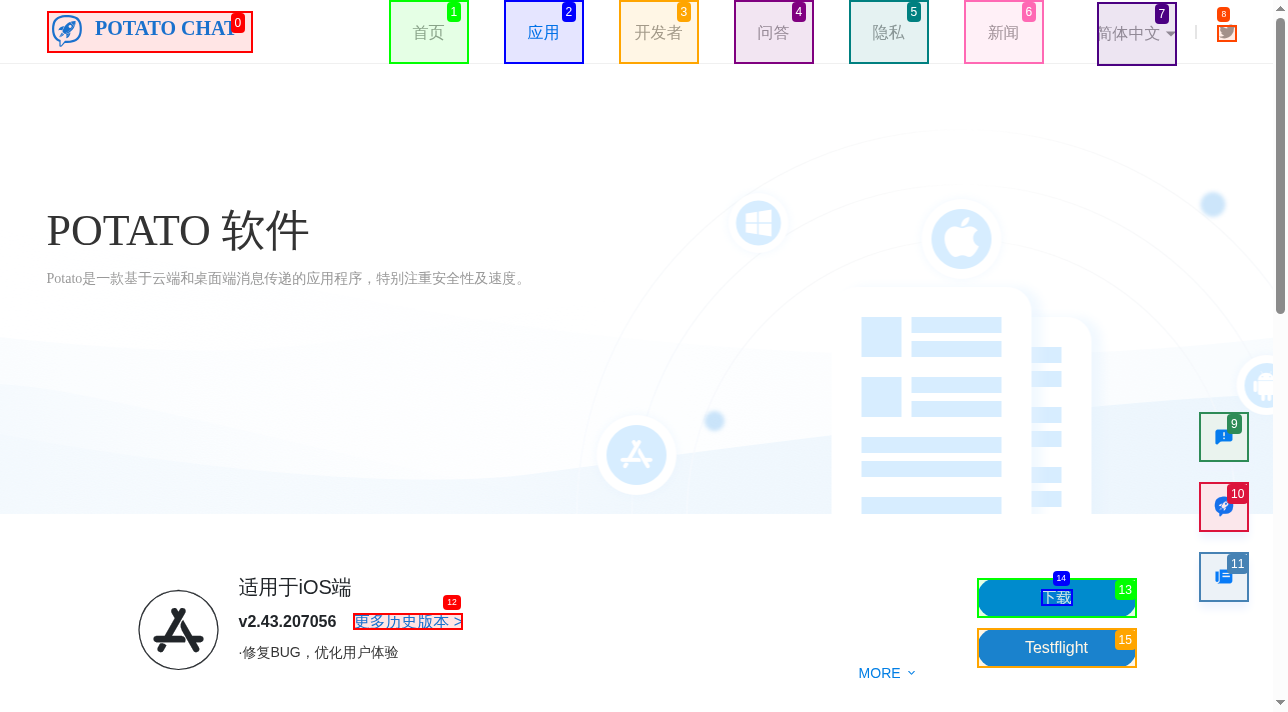 POTATO CHAT
0
首页
1
应用
2
开发者
3
问答
4
隐私
5
新闻
6
简体中文
7
8
POTATO 软件
Potato是一款基于云端和桌面端消息传递的应用程序，特别注重安全性及速度。
9
10
11
适用于iOS端
v2.43.207056
更多历史版本 >
12
·修复BUG，优化用户体验
MORE
下载
13
14
Testflight
15